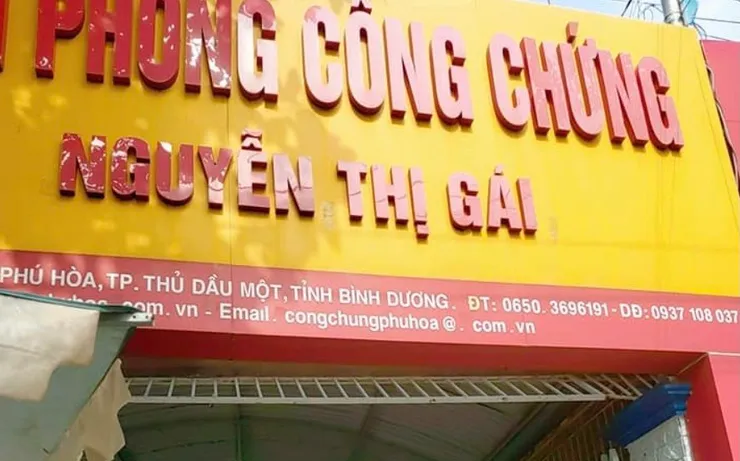 PHÒNG CÔNG CHỨNG
NGUYỄN THỊ GÁI
PHÚ HÒA, TP. THỦ DẦU MỘT, TỈNH BÌNH DƯƠNG. ĐT: 0650. 3696191 - DĐ: 0937 108 037
com.vn - Email. congchungphuhoa@. com.vn